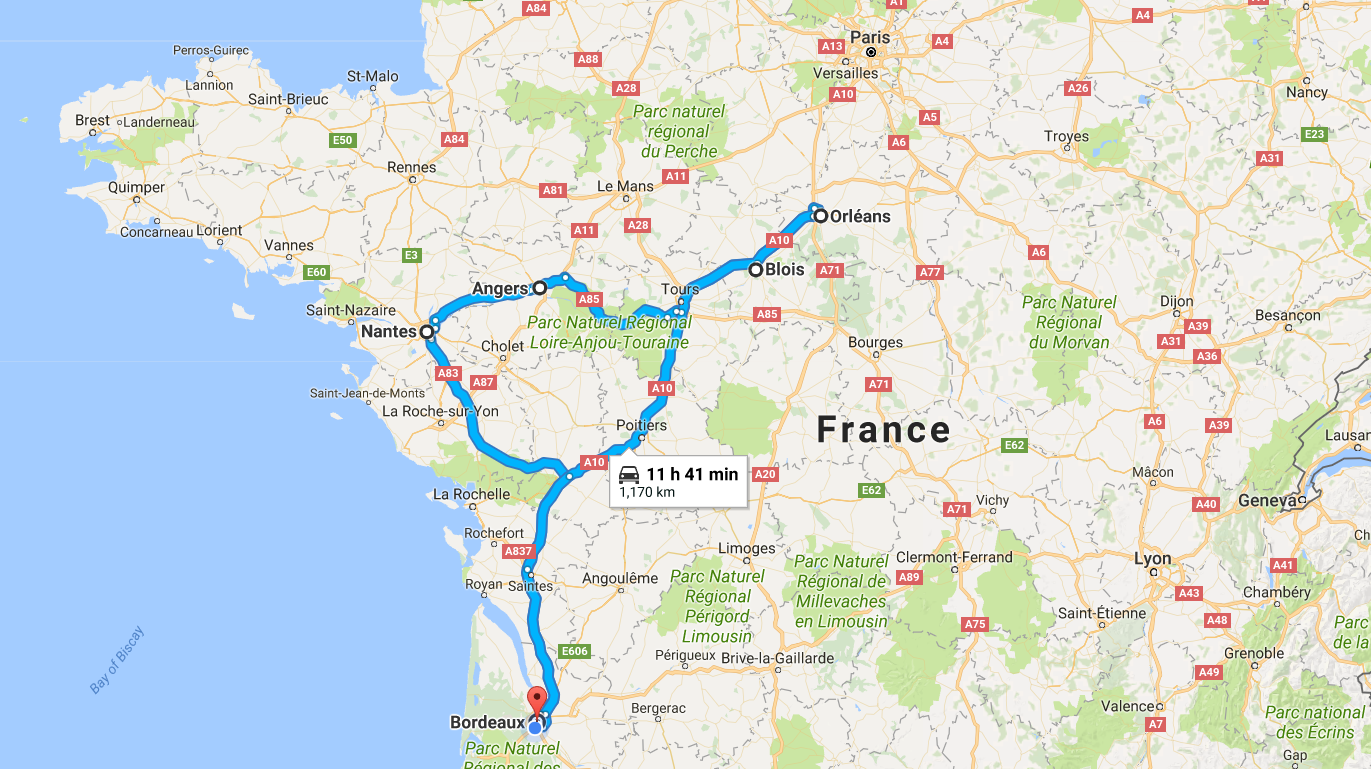 A84
A1
A4
Paris
A13
A4
Perros-Guirec
A88
Versailles
St-Malo
Lannion
A28
A10
A26
Nancy
Saint-Brieuc
Parc naturel
régional
du Perche
A5
Brest
Landerneau
E50
A84
A6
Troyes
E23
A31
Rennes
A11
Quimper
A81
Le Mans
Orléans
Concarneau
Lorient
A11
A28
A10
Vannes
E3
A6
E60
Blois
A71
A77
Angers
Tours
A85
Parc Naturel
Régional
du Morvan
Dijon
Saint-Nazaire
A85
Besançon
Parc Naturel Régional
Loire-Anjou-Touraine
A39
Nantes
A31
Cholet
Bourges
A36
A83
A87
A10
A71
Saint-Jean-de-Monts
La Roche-sur-Yon
Poitiers
France
A6
A39
Lausan
E62
A10
11 h 41 min
1,170 km
A20
Mâcon
La Rochelle
E62
Vichy
Geneva
A40
A71
Rochefort
A837
Limoges
Clermont-Ferrand
Lyon
Ch
Royan
Saintes
Angoulême
Parc Naturel
Régional
Périgord
Limousin
Parc Naturel
Régional de
Millevaches
en Limousin
A89
A41
A43
Chambéry
Saint-Étienne
A48
A75
Parc
de la
Bay of Biscay
E606
Périgueux
Brive-la-Gaillarde
Grenoble
A49
Bergerac
Valence
Bordeaux
A7
Parc national
des Écrins
Parc Naturel
Régional des
Gap